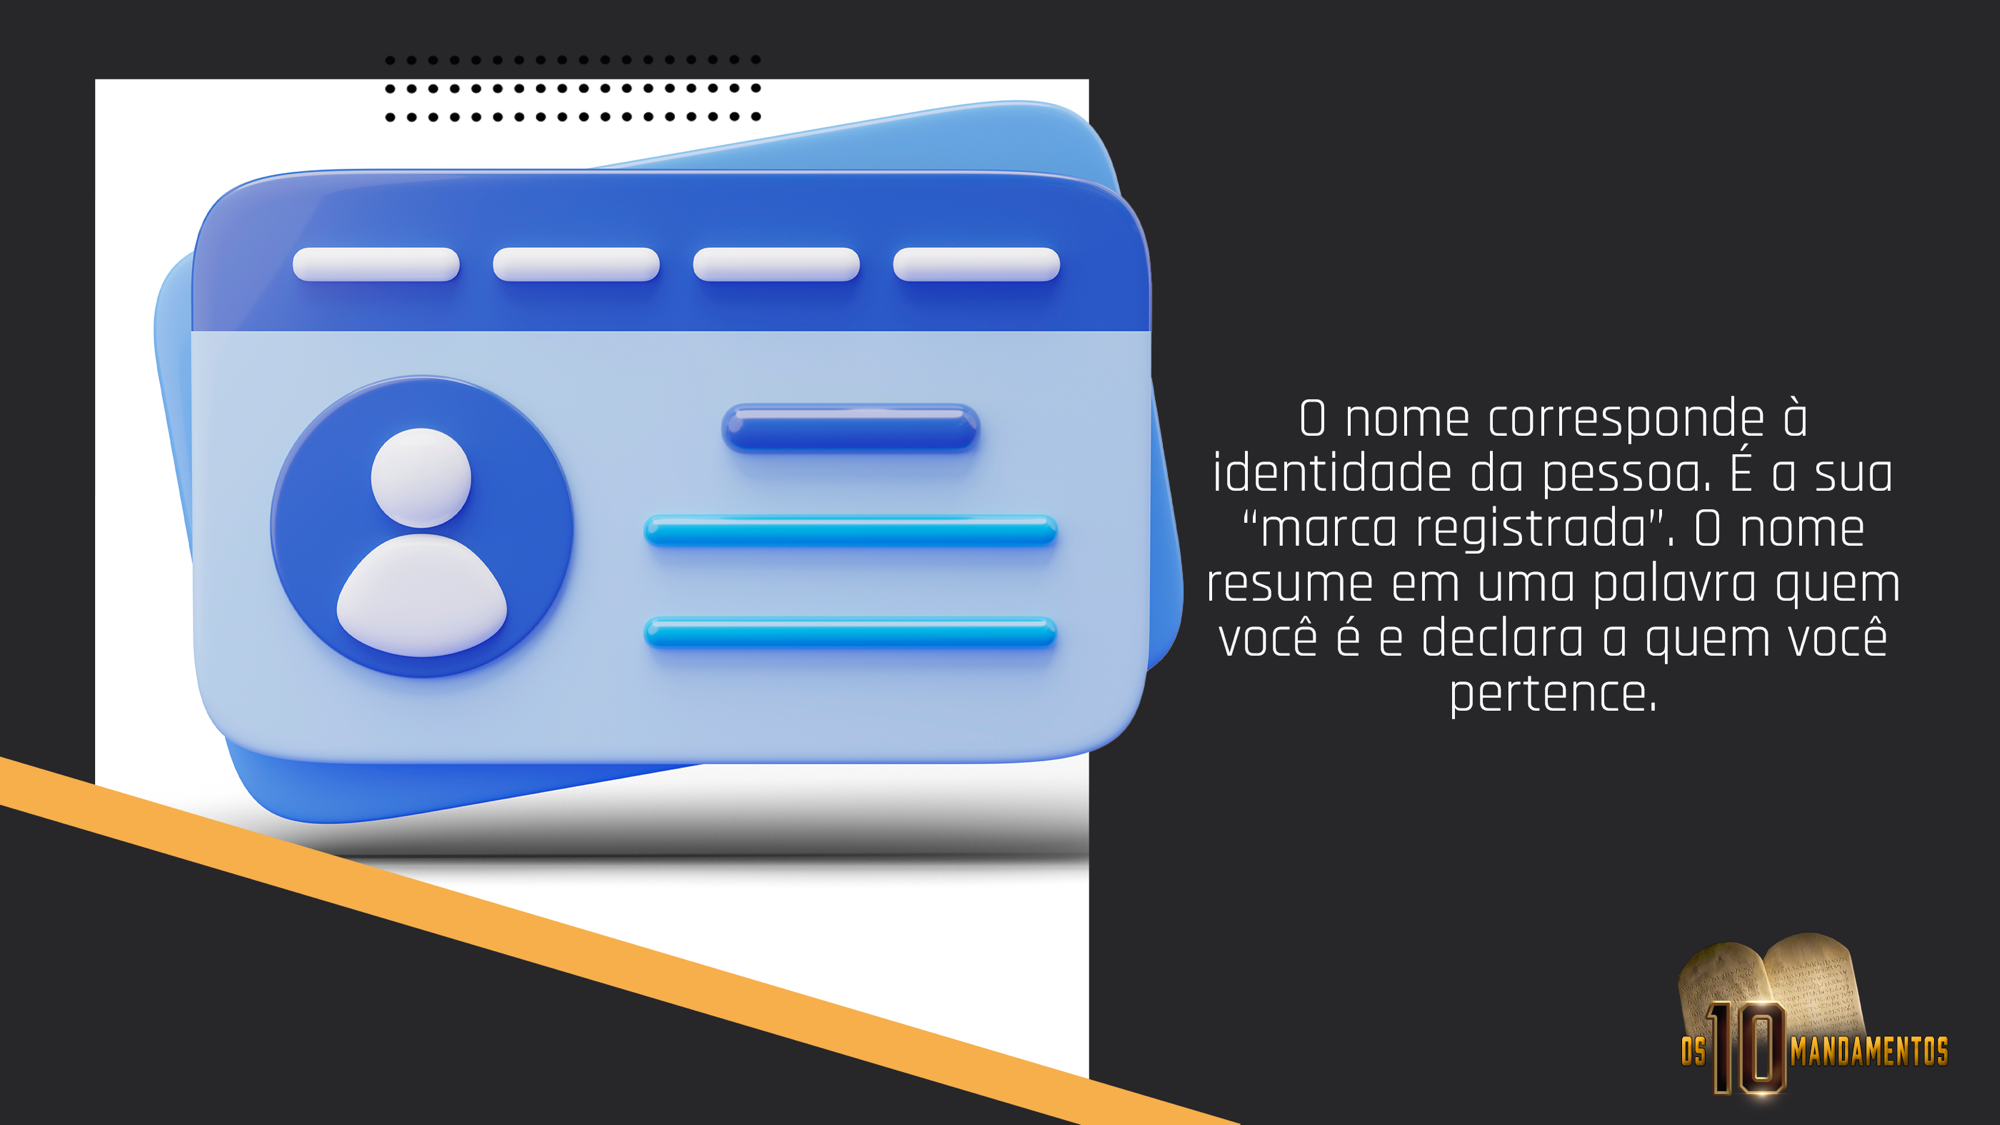 O nome corresponde à
identidade da pessoa. É a sua
“marca registrada”. O nome
resume em uma palavra quem
você é e declara a quem você
pertence.
OS 10 MANDAMENTOS